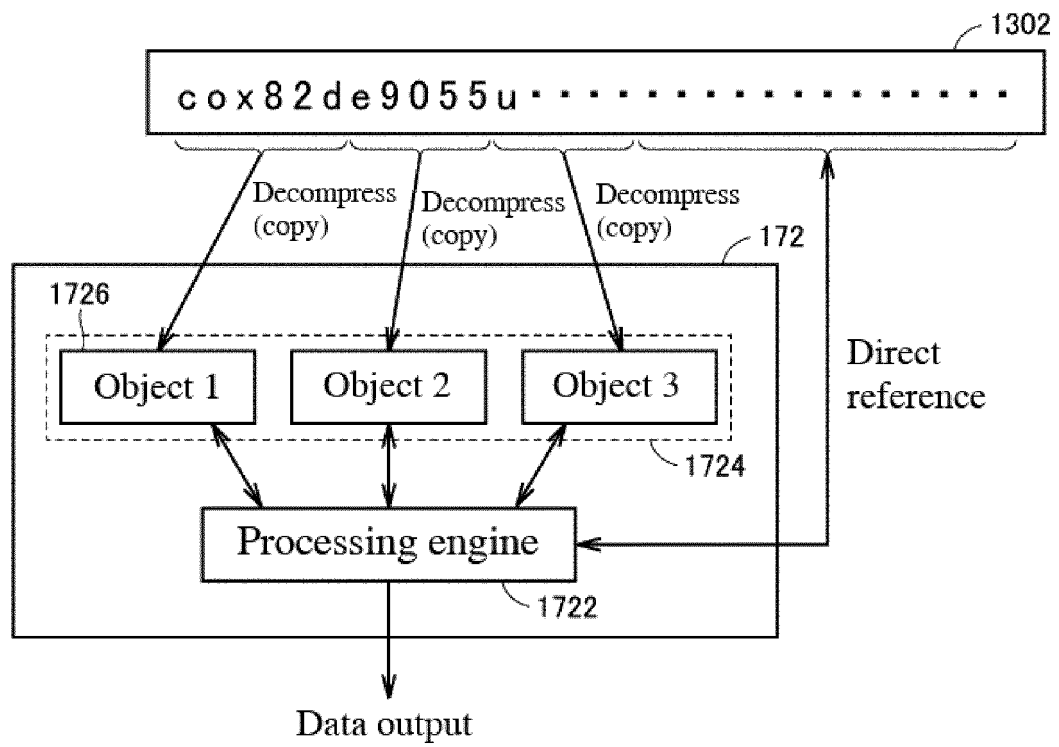 1302
cox82de9055u·················
Decompress
(copy)
Decompress
(copy)
Decompress
(copy)
172
1726
Object 1
Object 2
Object 3
Direct
reference
1724
Processing engine
1722
Data output